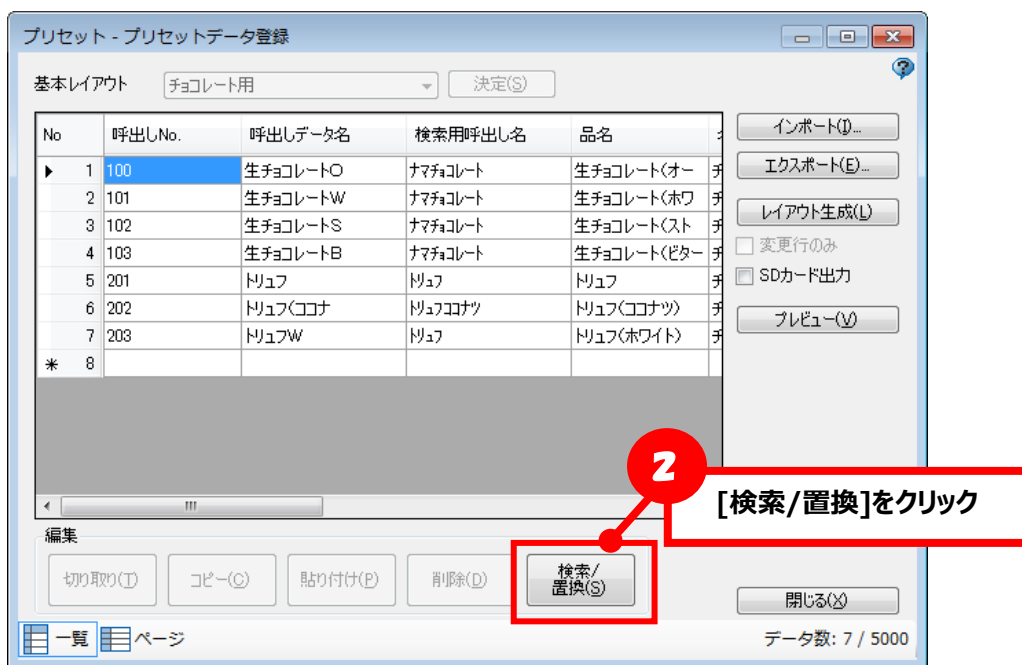 プリセット - プリセットデータ登録
基本レイアウト チョコレート用 決定(S)
No 呼出しNo. 呼出しデータ名 検索用呼出し名 品名
1 100 生チョコレートO ナマチョコレート 生チョコレート(オー チ
2 101 生チョコレートW ナマチョコレート 生チョコレート(ホワ チ
3 102 生チョコレートS ナマチョコレート 生チョコレート(スト チ
4 103 生チョコレートB ナマチョコレート 生チョコレート(ビター チ
5 201 トリュフ トリュフ トリュフ チ
6 202 トリュフ(ココナ トリュフココナツ トリュフ(ココナツ) チ
7 203 トリュフW トリュフ トリュフ(ホワイト) チ
* 8
インポート(I)...
エクスポート(E)...
レイアウト生成(L)
変更行のみ
SDカード出力
プレビュー(V)
2
[検索/置換]をクリック
編集
切り取り(T) コピー(C) 貼り付け(P) 削除(D) 検索/
置換(S)
閉じる(X)
一覧 ページ データ数: 7 / 5000